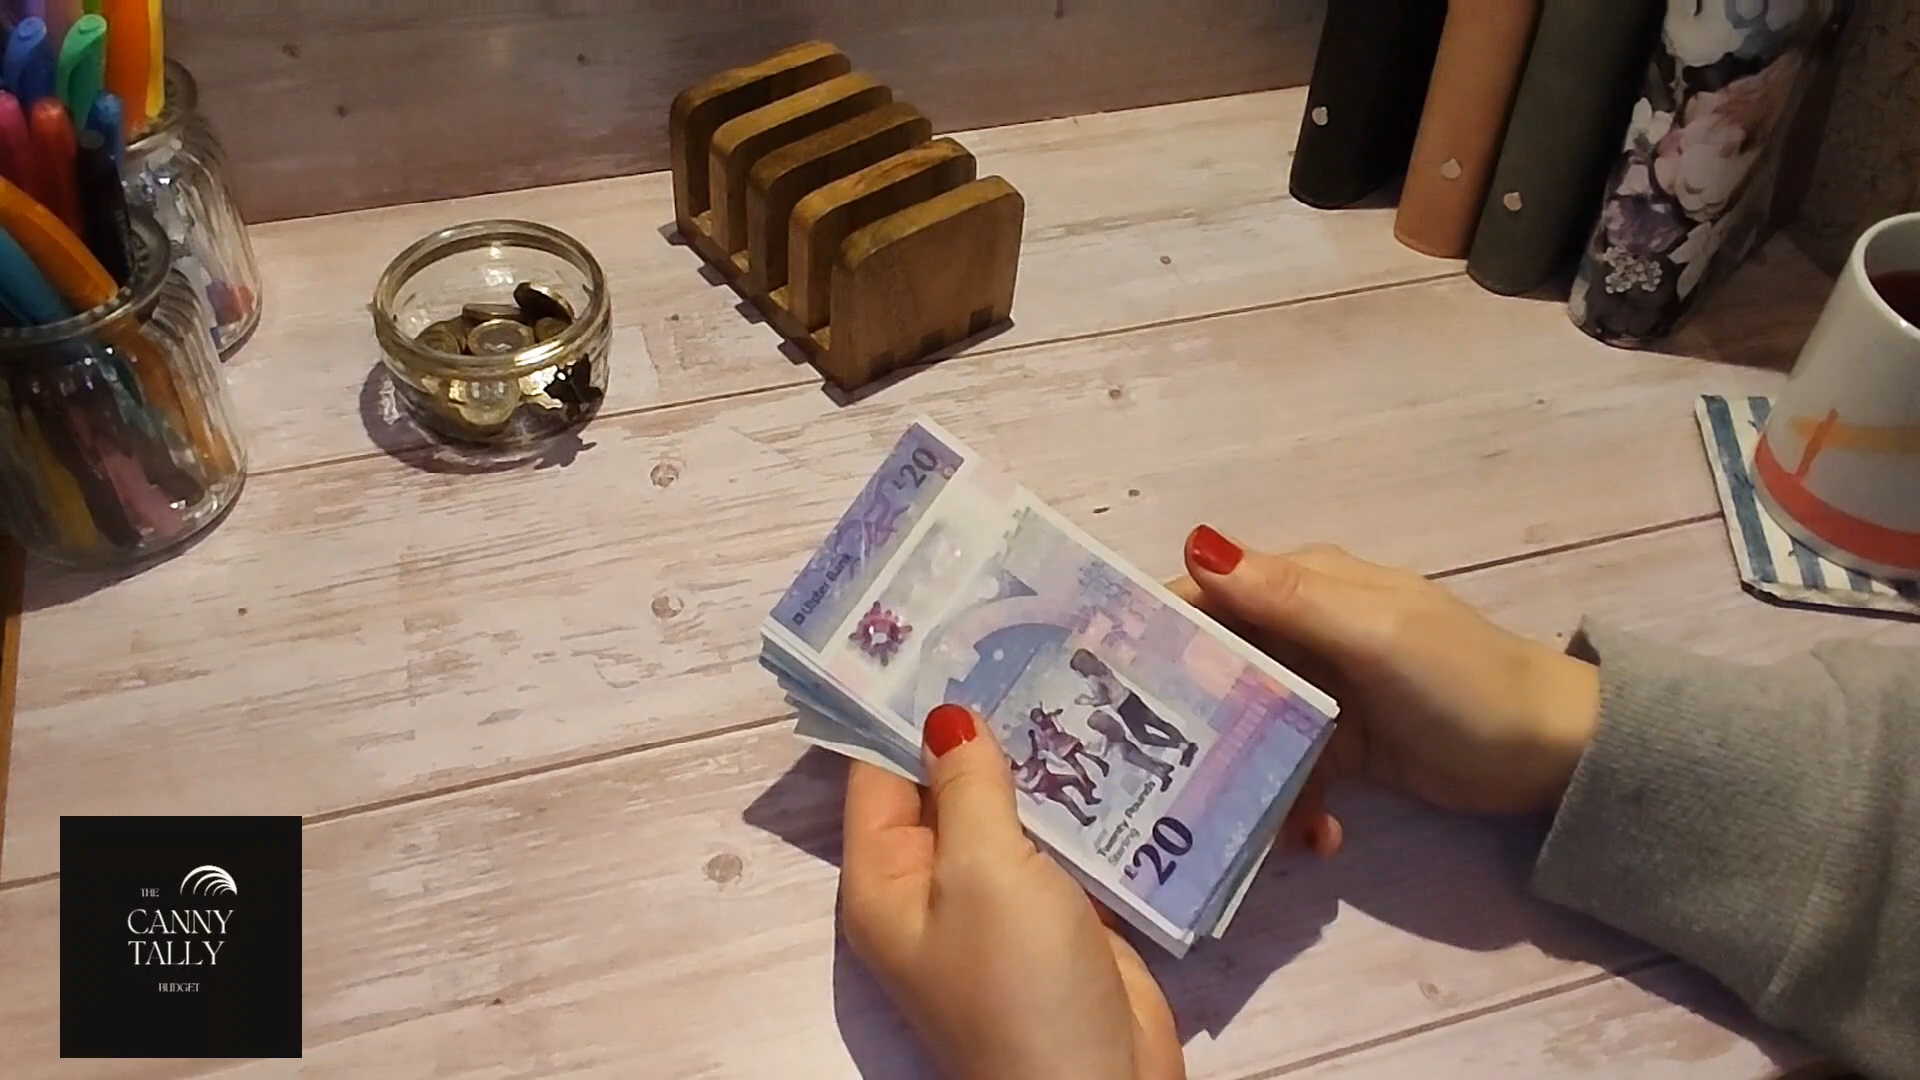 £20
Ulster Bank
Twenty Pounds
Sterling
£20
THE
CANNY
TALLY
BUDGET